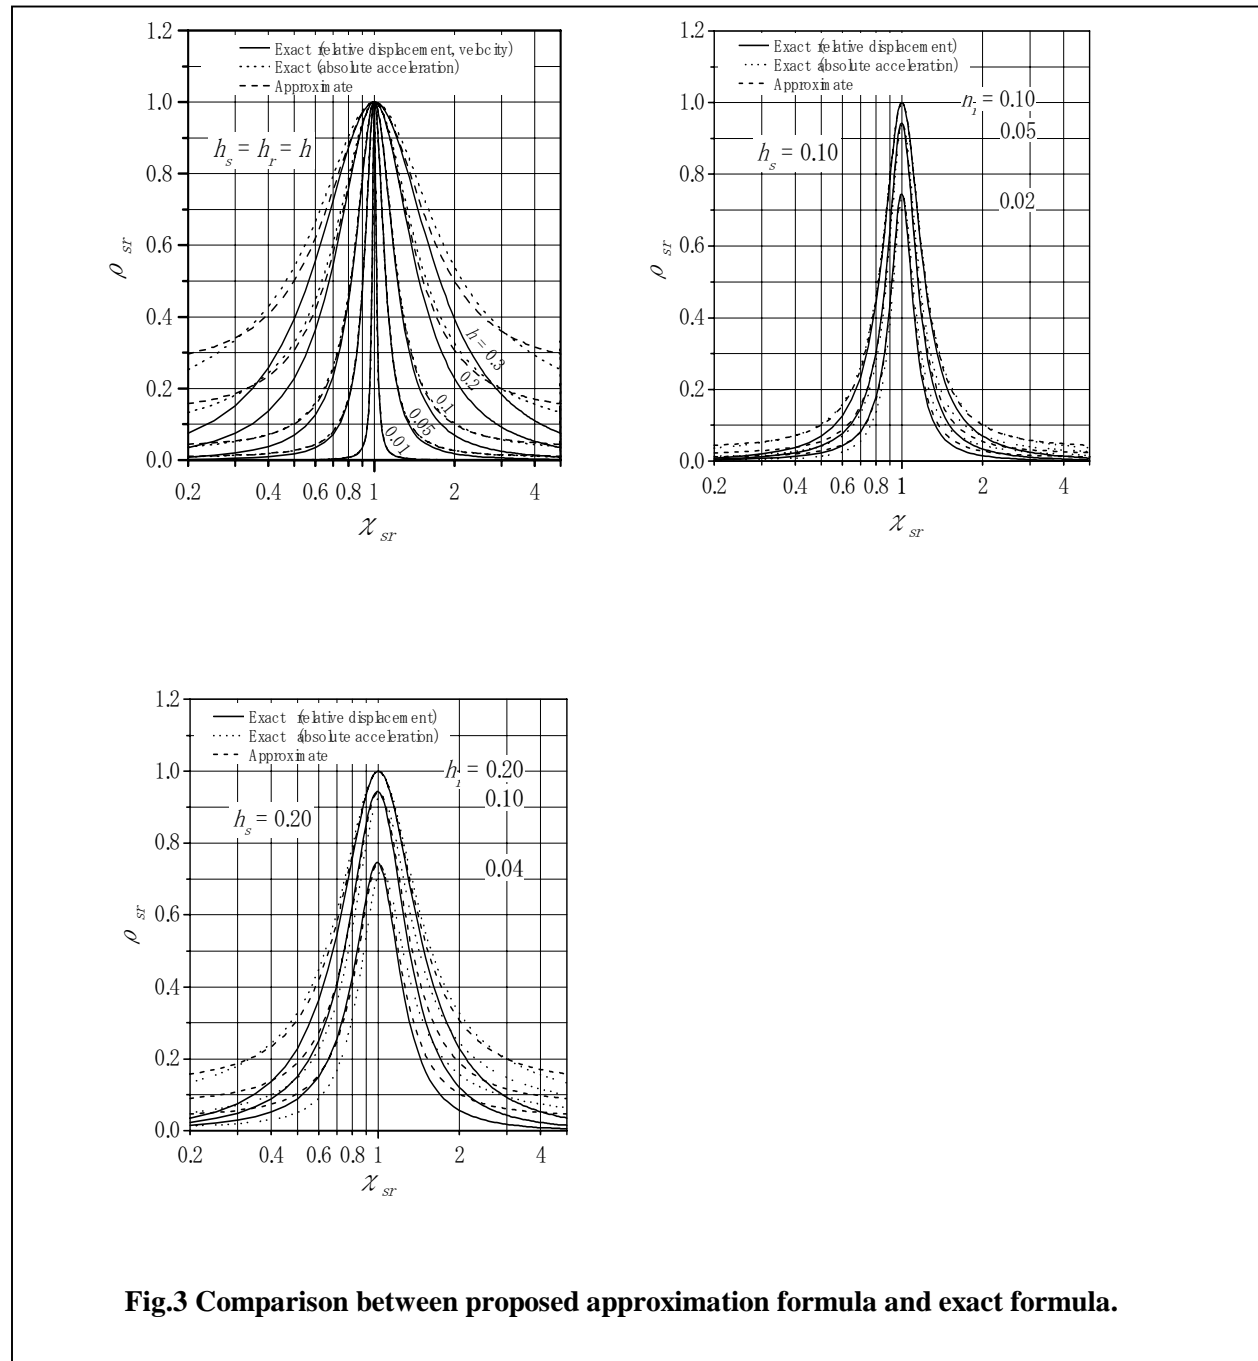 1.2
Exact (relative displacement, velocity)
Exact (absolute acceleration)
Approximate
1.0
h_s = h_r = h
0.8
0.6
ρ_sr
0.4
h = 0.3
0.2
0.2
0.1
0.05
0.01
0.0
0.2 0.4 0.6 0.8 1 2 4
χ_sr
1.2
Exact (relative displacement)
Exact (absolute acceleration)
Approximate
1.0
= 0.10
0.05
h_s = 0.10
0.8
0.02
0.6
ρ_sr
0.4
0.2
0.0
0.2 0.4 0.6 0.8 1 2 4
χ_sr
1.2
Exact (relative displacement)
Exact (absolute acceleration)
Approximate
1.0
= 0.20
0.10
h_s = 0.20
0.8
0.04
0.6
ρ_sr
0.4
0.2
0.0
0.2 0.4 0.6 0.8 1 2 4
χ_sr
Fig.3 Comparison between proposed approximation formula and exact formula.